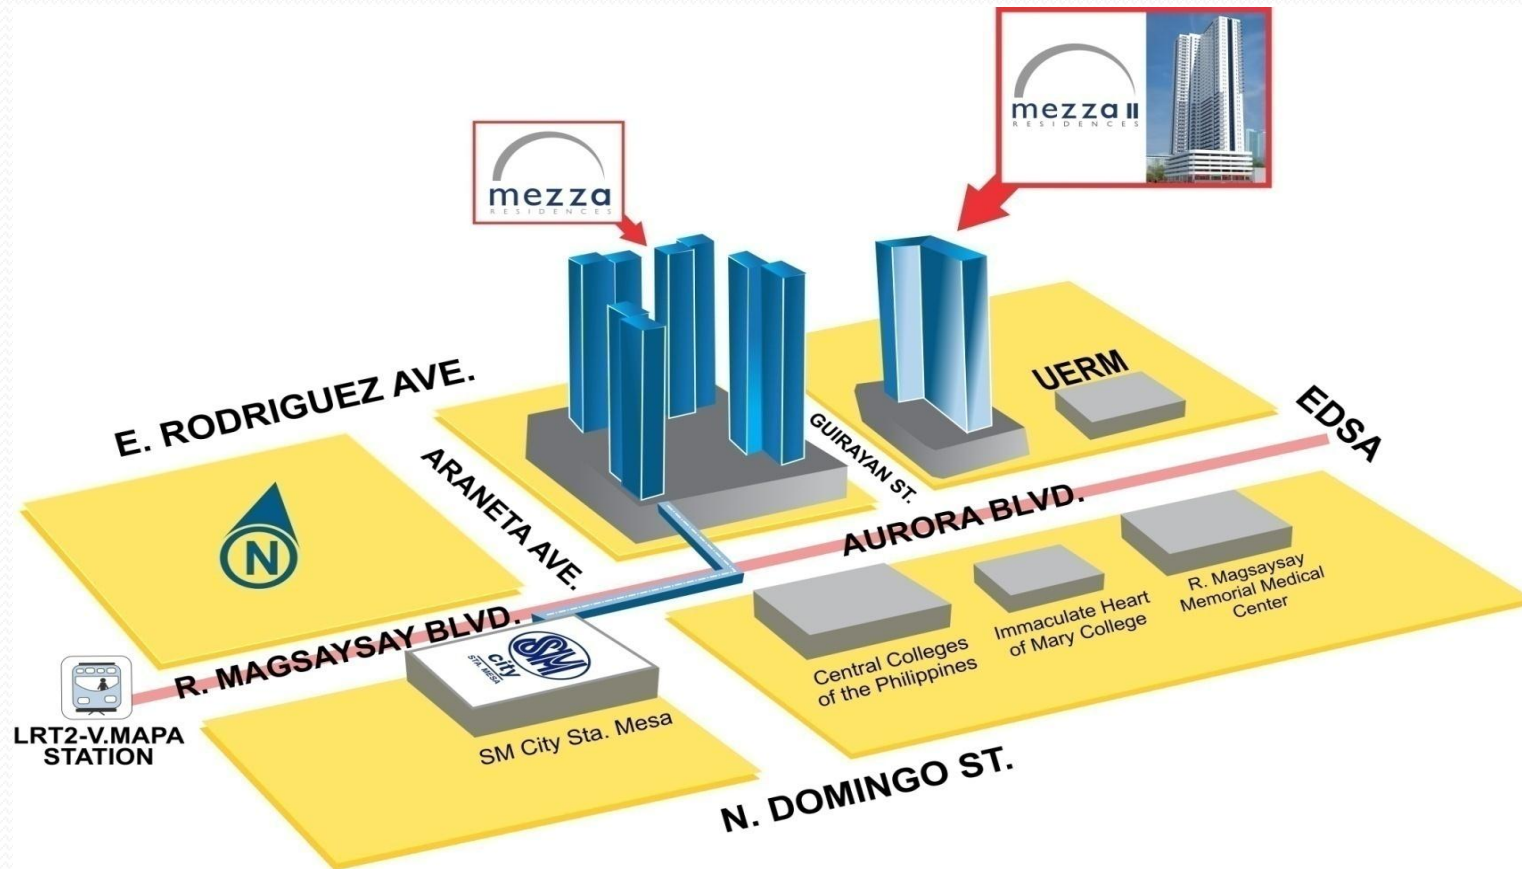 mezza
RESIDENCES
mezza II
RESIDENCES
E. RODRIGUEZ AVE.
ARANETA AVE.
GUIRAYAN ST.
UERM
EDSA
AURORA BLVD.
N
R. MAGSAYSAY BLVD.
LRT2-V.MAPA
STATION
SM
city
STA. MESA
SM City Sta. Mesa
Central Colleges
of the Philippines
Immaculate Heart
of Mary College
R. Magsaysay
Memorial Medical
Center
N. DOMINGO ST.